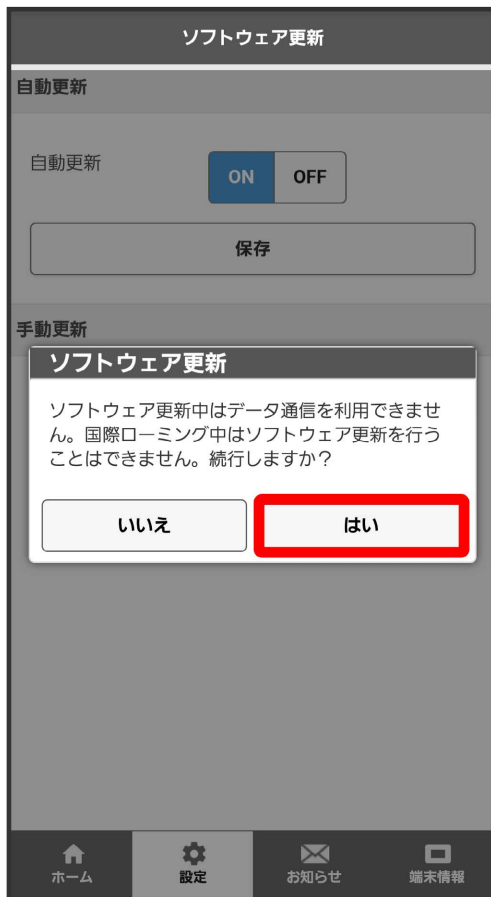 ソフトウェア更新
自動更新
自動更新
ON OFF
保存
手動更新
ソフトウェア更新
ソフトウェア更新中はデータ通信を利用できませ
ん。国際ローミング中はソフトウェア更新を行う
ことはできません。続行しますか？
いいえ はい
ホーム 設定 お知らせ 端末情報